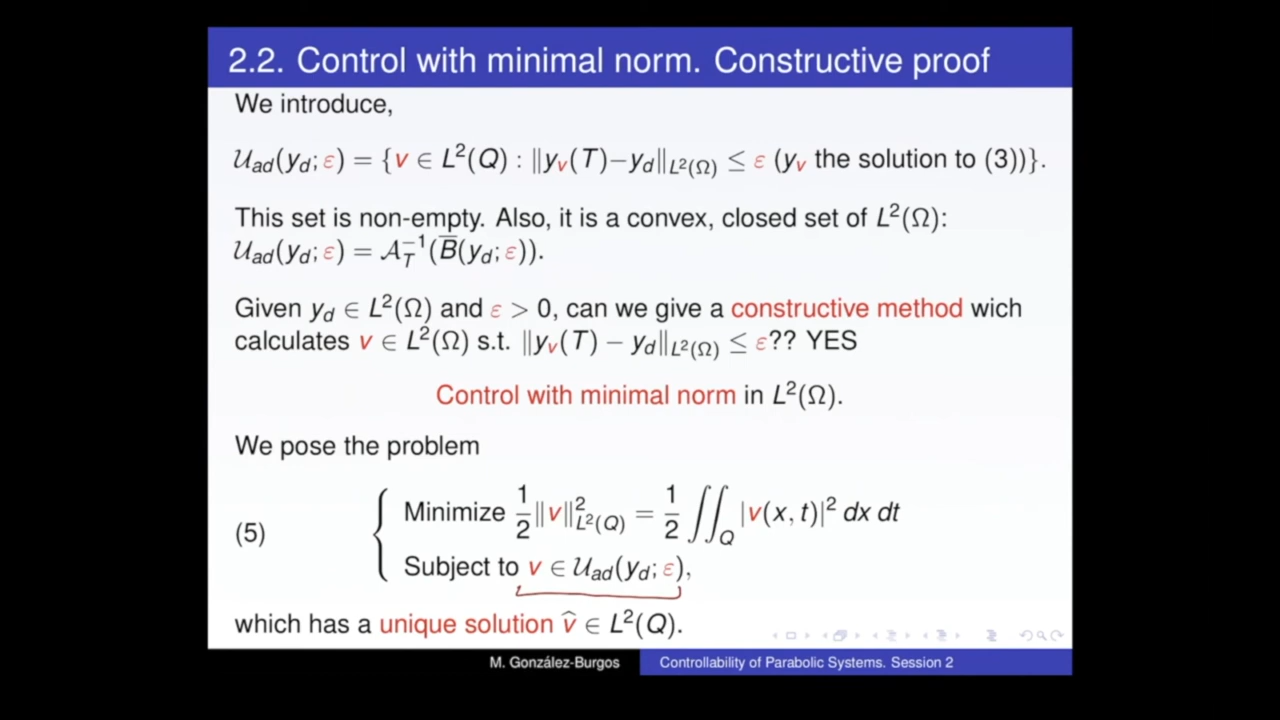 2.2. Control with minimal norm. Constructive proof
We introduce,
𝒰ad(yd; ε) = {v ∈ L²(Q) : ‖yv(T)−yd‖L²(Ω) ≤ ε (yv the solution to (3))}.
This set is non-empty. Also, it is a convex, closed set of L²(Ω):
𝒰ad(yd; ε) = 𝒜T⁻¹(B̅(yd; ε)).
Given yd ∈ L²(Ω) and ε > 0, can we give a constructive method wich
calculates v ∈ L²(Ω) s.t. ‖yv(T) − yd‖L²(Ω) ≤ ε?? YES
Control with minimal norm in L²(Ω).
We pose the problem
(5) { Minimize 1/2‖v‖²L²(Q) = 1/2 ∬Q |v(x, t)|² dx dt
Subject to v ∈ 𝒰ad(yd; ε),
which has a unique solution v̂ ∈ L²(Q).
M. González-Burgos Controllability of Parabolic Systems. Session 2